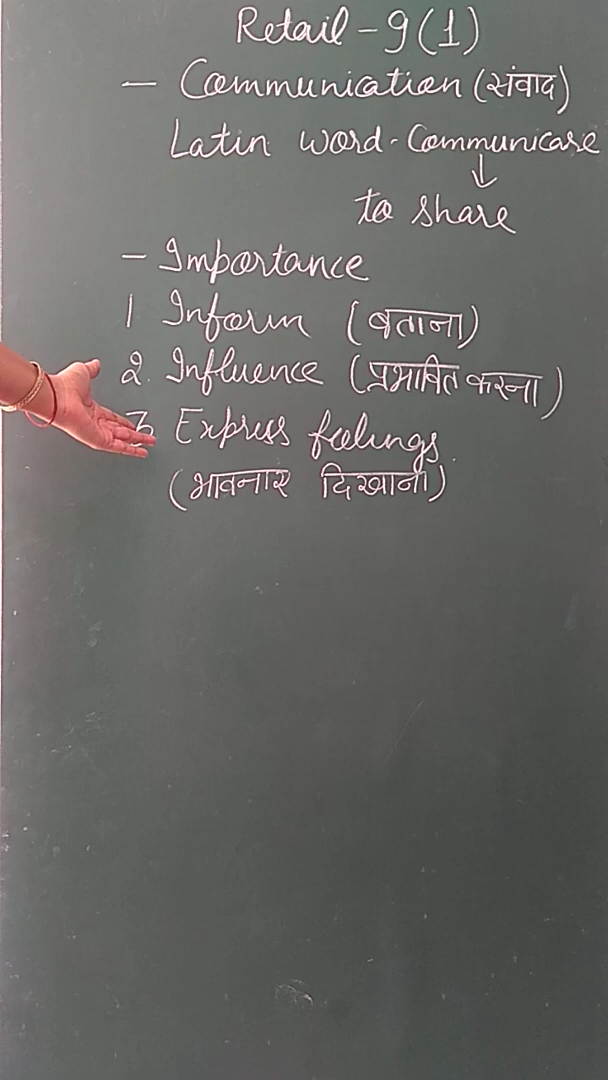 Retail - 9(1)
- Communication (संवाद)
Latin word - Communicare
↓
to share
- Importance
1 Inform (बताना)
2. Influence (प्रभावित करना)
3 Express feelings.
(भावनाए दिखाना)